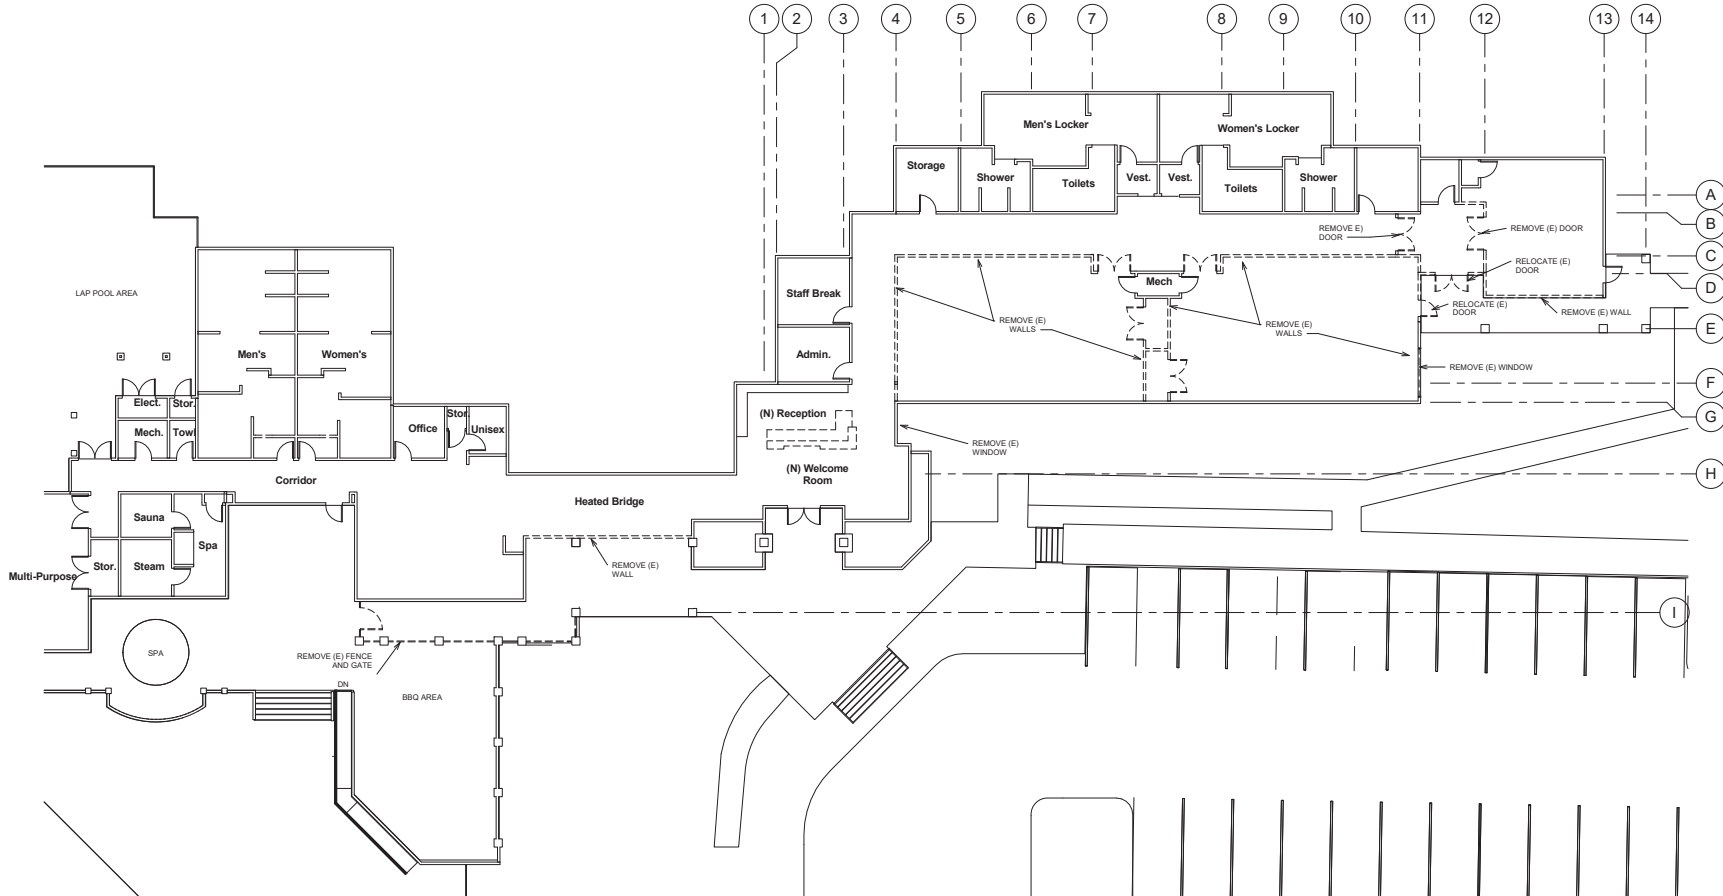 1
2
3
4
5
6
7
8
9
10
11
12
13
14
Men's Locker
Women's Locker
Storage
Shower
Toilets
Vest.
Vest.
Toilets
Shower
A
B
C
D
E
F
G
H
I
REMOVE E)
DOOR
REMOVE (E) DOOR
RELOCATE (E)
DOOR
RELOCATE (E)
DOOR
REMOVE (E) WALL
Mech
REMOVE (E)
WALLS
REMOVE (E)
WALLS
REMOVE (E) WINDOW
Staff Break
Admin.
LAP POOL AREA
Men's
Women's
Elect.
Stor.
Mech.
Towl
Office
Stor.
Unisex
(N) Reception
REMOVE (E)
WINDOW
(N) Welcome
Room
Corridor
Heated Bridge
Sauna
Spa
Stor.
Steam
Multi-Purpose
REMOVE (E)
WALL
SPA
REMOVE (E) FENCE
AND GATE
DN
BBQ AREA